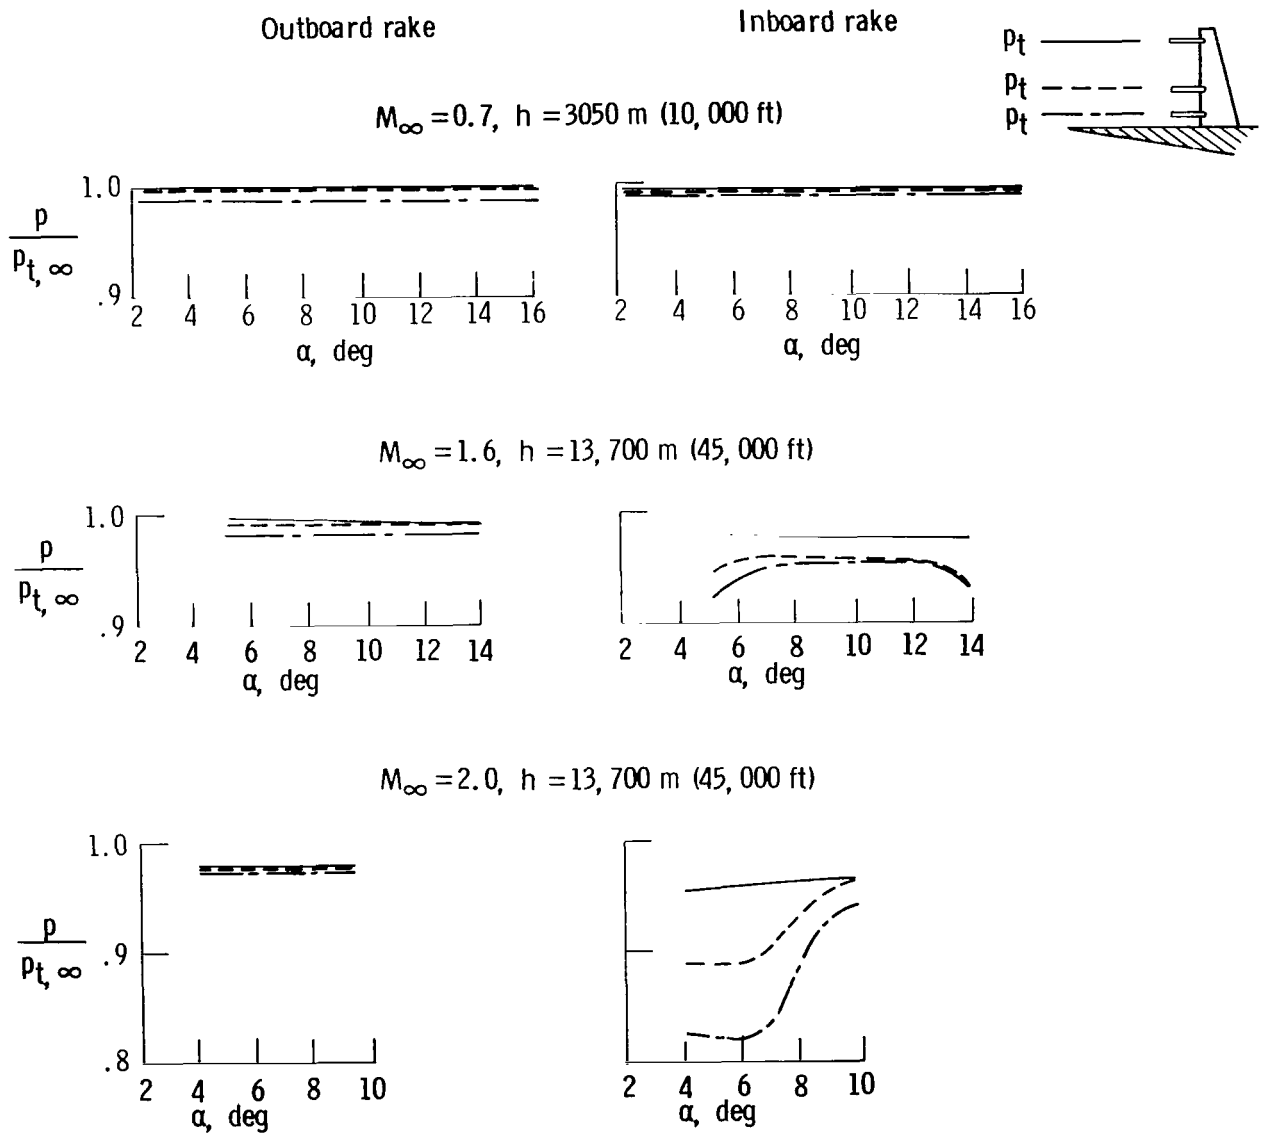 Outboard rake
Inboard rake
pt
pt
pt
M∞ = 0.7, h = 3050 m (10,000 ft)
1.0
p
pt,∞
.9
2 4 6 8 10 12 14 16
α, deg
2 4 6 8 10 12 14 16
α, deg
M∞ = 1.6, h = 13,700 m (45,000 ft)
1.0
p
pt,∞
.9
2 4 6 8 10 12 14
α, deg
2 4 6 8 10 12 14
α, deg
M∞ = 2.0, h = 13,700 m (45,000 ft)
1.0
p
pt,∞
.9
.8
2 4 6 8 10
α, deg
2 4 6 8 10
α, deg